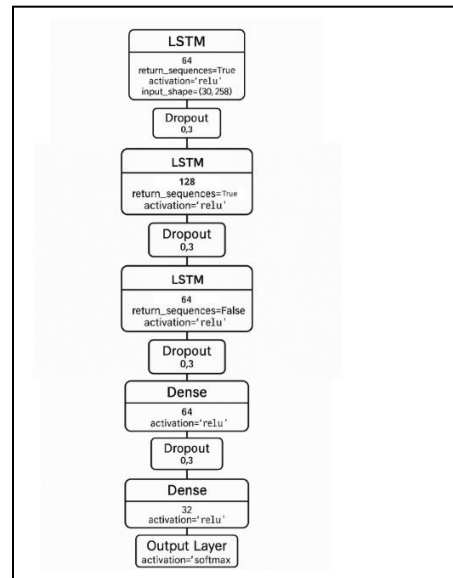 LSTM
64
return_sequences=True
activation='relu'
input_shape=(30,258)
Dropout
0,3
LSTM
128
return_sequences=True
activation='relu'
Dropout
0,3
LSTM
64
return_sequences=False
activation='relu'
Dropout
0,3
Dense
64
activation='relu'
Dropout
0,3
Dense
32
activation='relu'
Output Layer
activation='softmax